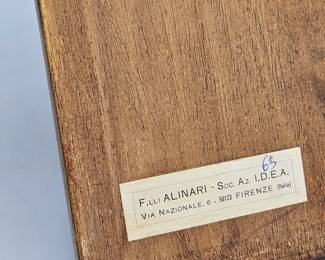 63
F.LLI ALINARI - SOC. AZ. I.D.E.A.
VIA NAZIONALE, 6 - 50123 FIRENZE (Italia)